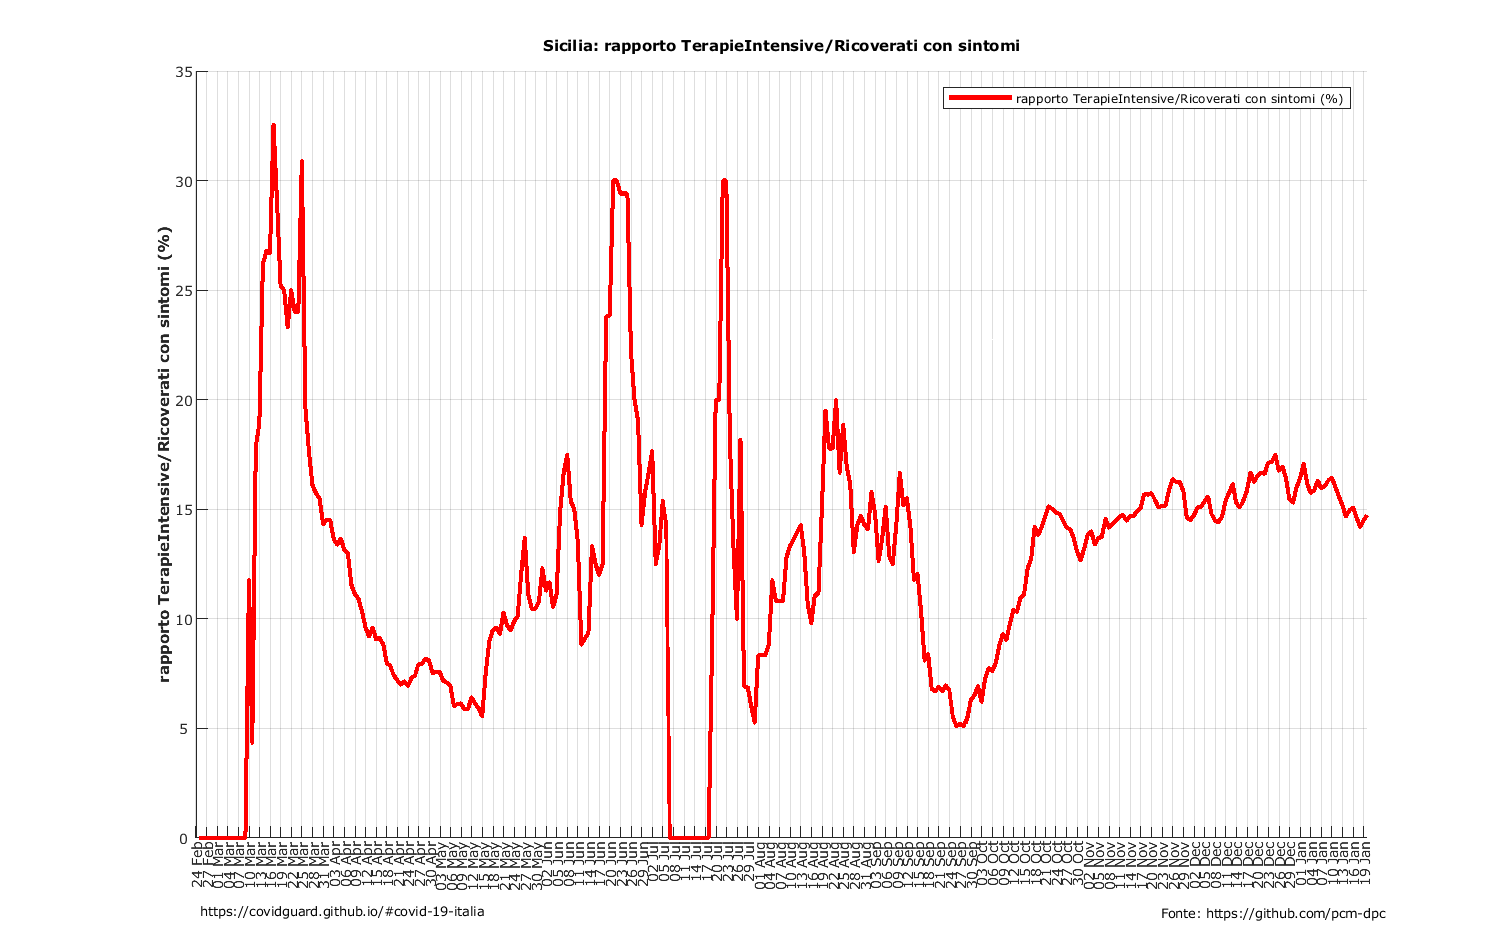 Sicilia: rapporto TerapieIntensive/Ricoverati con sintomi
rapporto TerapieIntensive/Ricoverati con sintomi (%)
rapporto TerapieIntensive/Ricoverati con sintomi (%)
35
30
25
20
15
10
5
0
24 Feb
27 Feb
01 Mar
04 Mar
07 Mar
10 Mar
13 Mar
16 Mar
19 Mar
22 Mar
25 Mar
28 Mar
31 Mar
03 Apr
06 Apr
09 Apr
12 Apr
15 Apr
18 Apr
21 Apr
24 Apr
27 Apr
30 Apr
03 May
06 May
09 May
12 May
15 May
18 May
21 May
24 May
27 May
30 May
02 Jun
05 Jun
08 Jun
11 Jun
14 Jun
17 Jun
20 Jun
23 Jun
26 Jun
29 Jun
02 Jul
05 Jul
08 Jul
11 Jul
14 Jul
17 Jul
20 Jul
23 Jul
26 Jul
29 Jul
01 Aug
04 Aug
07 Aug
10 Aug
13 Aug
16 Aug
19 Aug
22 Aug
25 Aug
28 Aug
31 Aug
03 Sep
06 Sep
09 Sep
12 Sep
15 Sep
18 Sep
21 Sep
24 Sep
27 Sep
30 Sep
03 Oct
06 Oct
09 Oct
12 Oct
15 Oct
18 Oct
21 Oct
24 Oct
27 Oct
30 Oct
02 Nov
05 Nov
08 Nov
11 Nov
14 Nov
17 Nov
20 Nov
23 Nov
26 Nov
29 Nov
02 Dec
05 Dec
08 Dec
11 Dec
14 Dec
17 Dec
20 Dec
23 Dec
26 Dec
29 Dec
01 Jan
04 Jan
07 Jan
10 Jan
13 Jan
16 Jan
19 Jan
https://covidguard.github.io/#covid-19-italia
Fonte: https://github.com/pcm-dpc